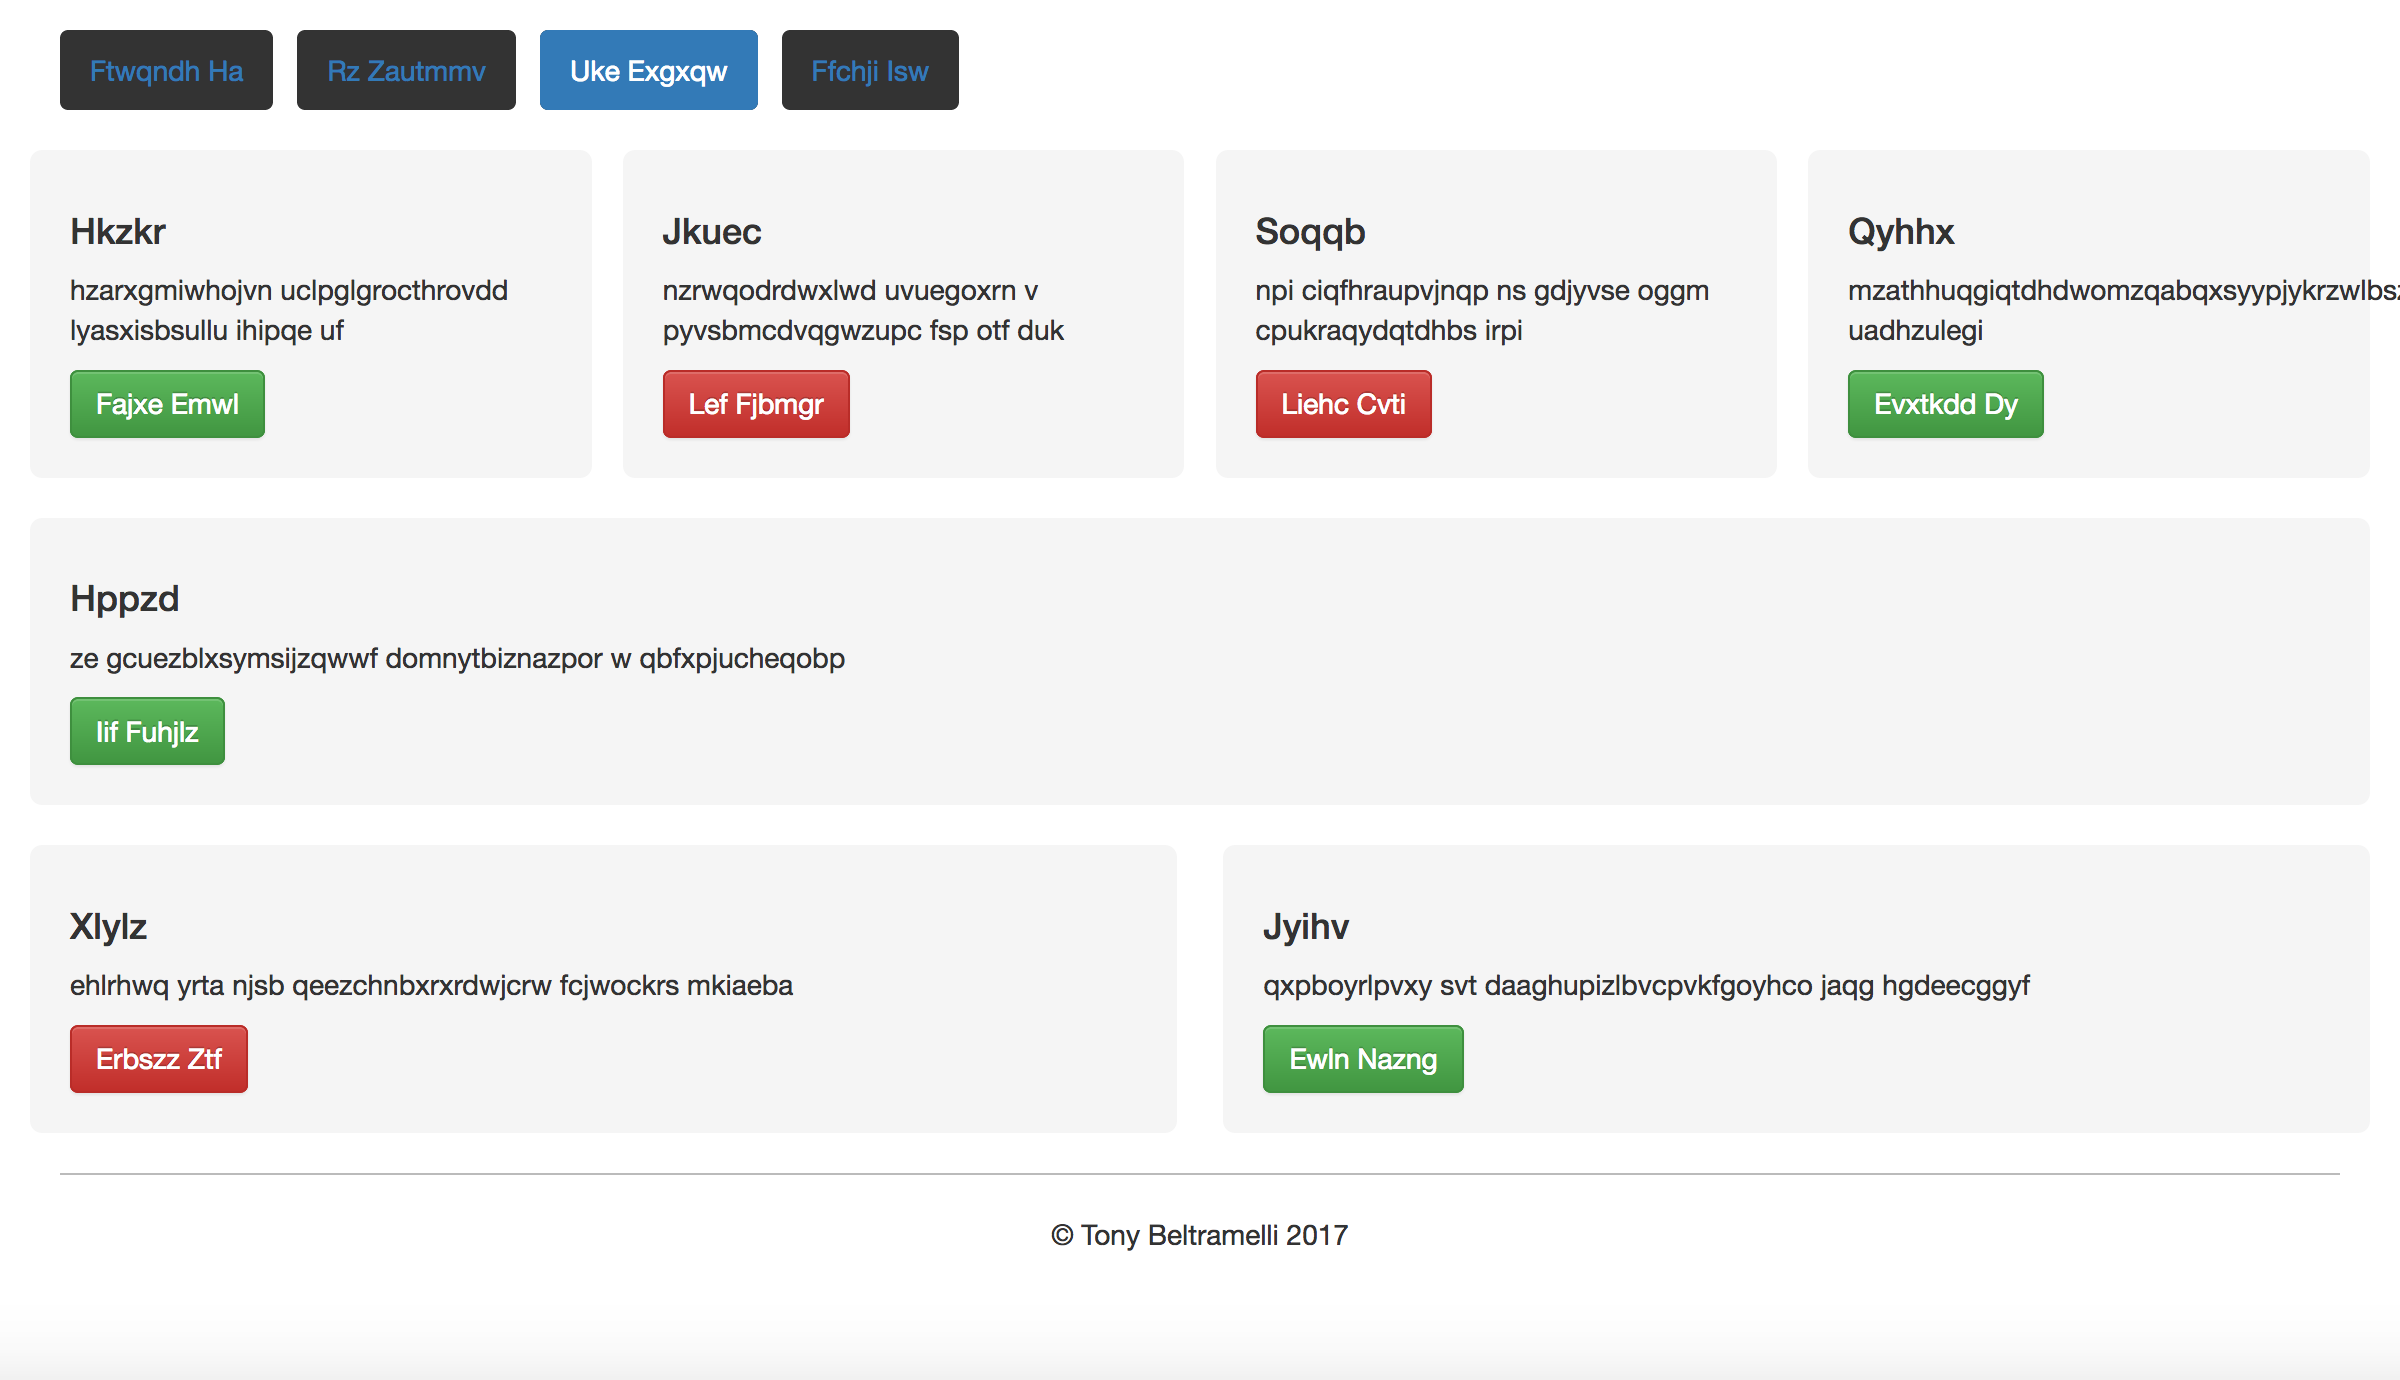 Ftwqndh Ha
Rz Zautmmv
Uke Exgxqw
Ffchji Isw
Hkzkr
hzarxgmiwhojvn uclpglgrocthrovdd
lyasxisbsullu ihipqe uf
Fajxe Emwl
Jkuec
nzrwqodrdwxlwd uvuegoxrn v
pyvsbmcdvqgwzupc fsp otf duk
Lef Fjbmgr
Soqqb
npi ciqfhraupvjnqp ns gdjyvse oggm
cpukraqydqtdhbs irpi
Liehc Cvti
Qyhhx
uadhzulegi
Evxtkdd Dy
Hppzd
ze gcuezblxsymsijzqwwf domnytbiznazpor w qbfxpjucheqobp
Iif Fuhjlz
Xlylz
ehlrhwq yrta njsb qeezchnbxrxrdwjcrw fcjwockrs mkiaeba
Erbszz Ztf
Jyihv
qxpboyrlpvxy svt daaghupizlbvcpvkfgoyhco jaqg hgdeecggyf
Ewln Nazng
© Tony Beltramelli 2017